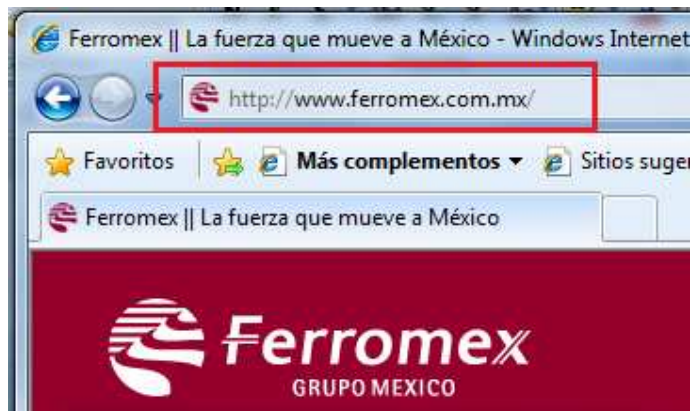 Ferromex || La fuerza que mueve a México - Windows Internet
http://www.ferromex.com.mx/
Favoritos Más complementos Sitios suger
Ferromex || La fuerza que mueve a México
Ferromex
GRUPO MEXICO